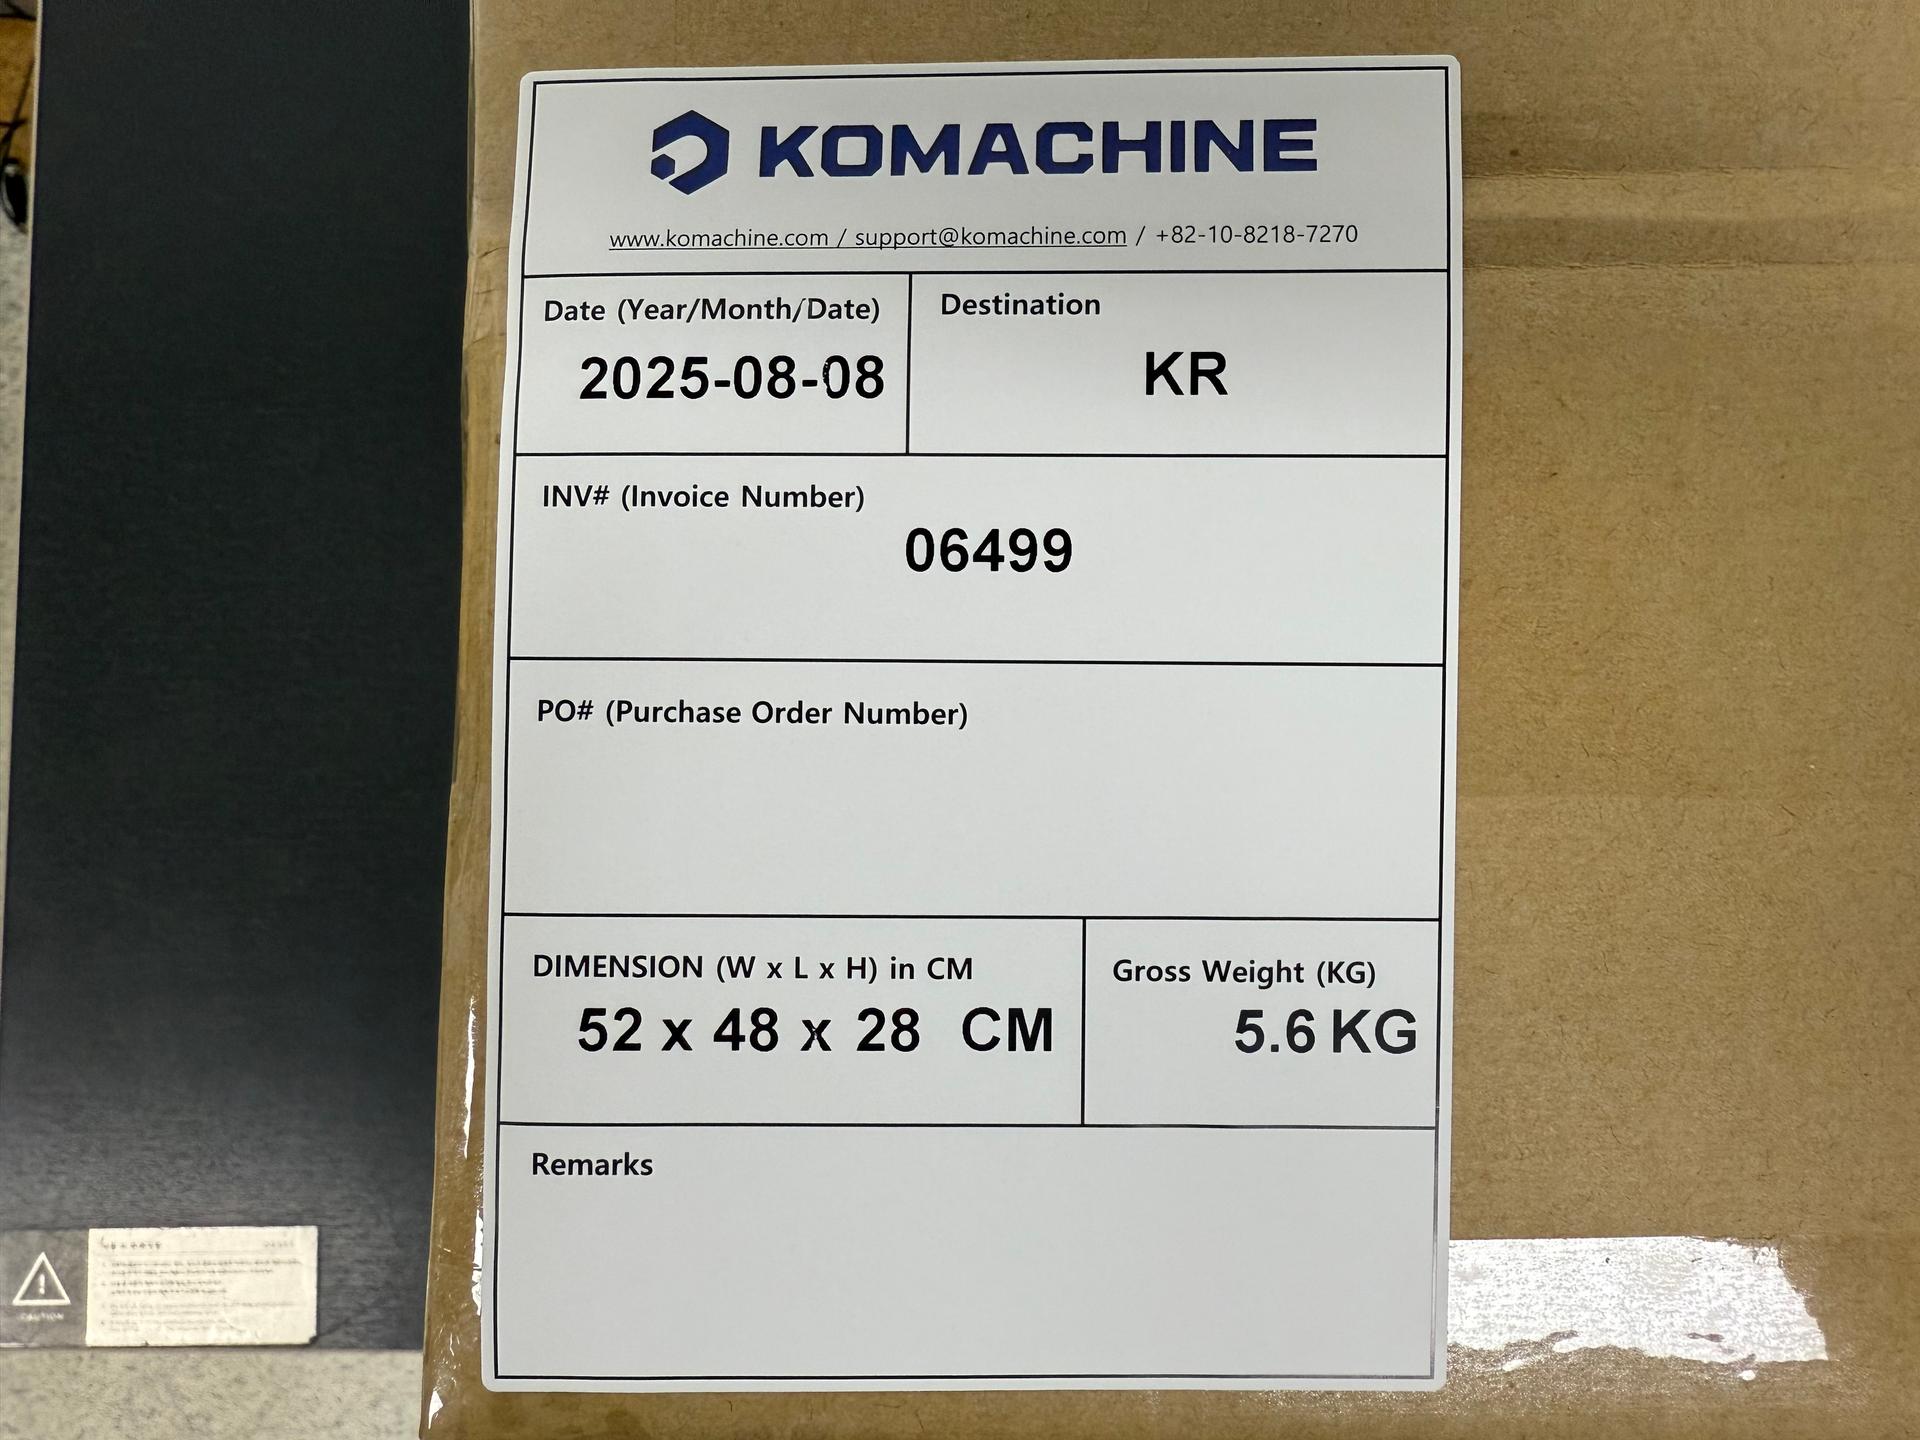 KOMACHINE
www.komachine.com / support@komachine.com / +82-10-8218-7270
Date (Year/Month/Date)
2025-08-08
Destination
KR
INV# (Invoice Number)
06499
PO# (Purchase Order Number)
DIMENSION (W x L x H) in CM
52 x 48 x 28 CM
Gross Weight (KG)
5.6 KG
Remarks
CAUTION